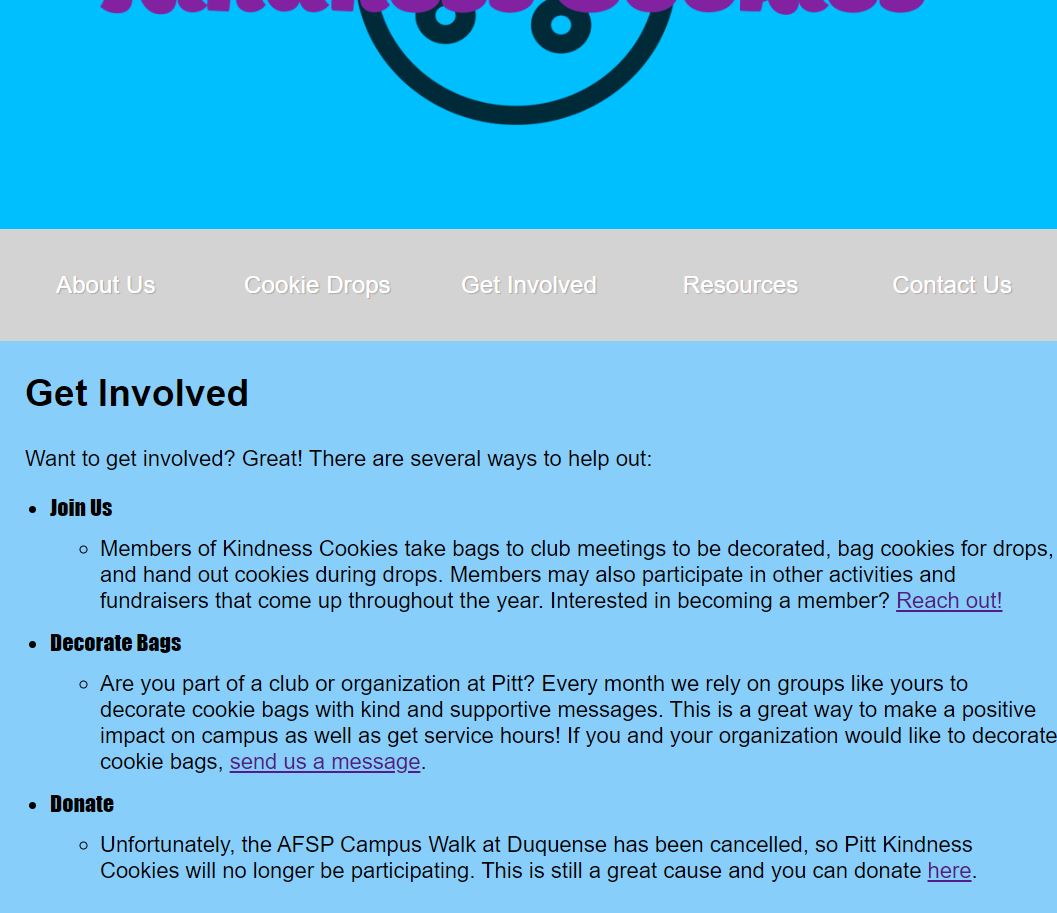 Kindness Cookies
About Us Cookie Drops Get Involved Resources Contact Us
Get Involved
Want to get involved? Great! There are several ways to help out:
Join Us
Members of Kindness Cookies take bags to club meetings to be decorated, bag cookies for drops,
and hand out cookies during drops. Members may also participate in other activities and
fundraisers that come up throughout the year. Interested in becoming a member? Reach out!
Decorate Bags
Are you part of a club or organization at Pitt? Every month we rely on groups like yours to
decorate cookie bags with kind and supportive messages. This is a great way to make a positive
impact on campus as well as get service hours! If you and your organization would like to decorate
cookie bags, send us a message.
Donate
Unfortunately, the AFSP Campus Walk at Duquense has been cancelled, so Pitt Kindness
Cookies will no longer be participating. This is still a great cause and you can donate here.